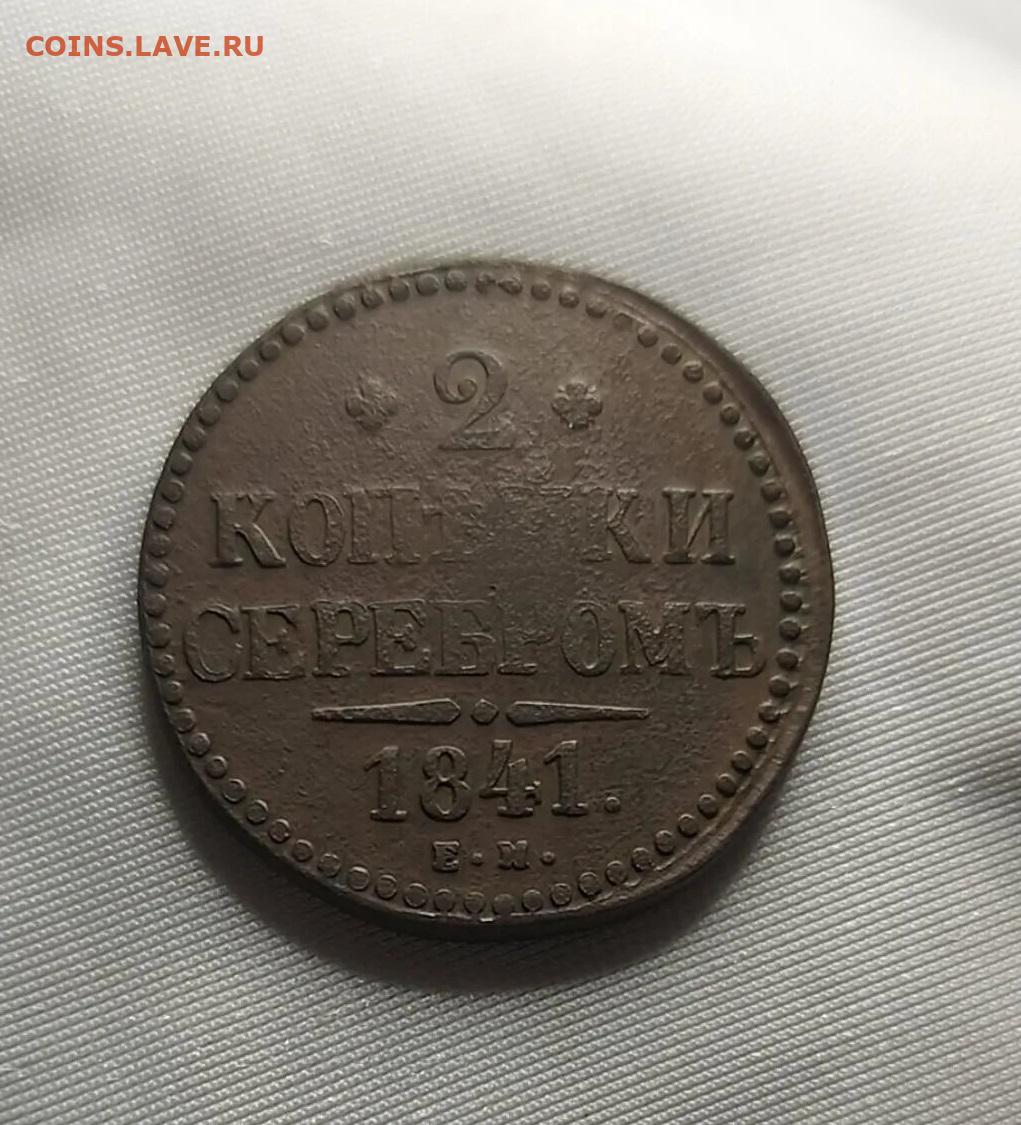 COINS.LAVE.RU
2
КОПѢЙКИ
СЕРЕБРОМЪ
1841.
Е. М.